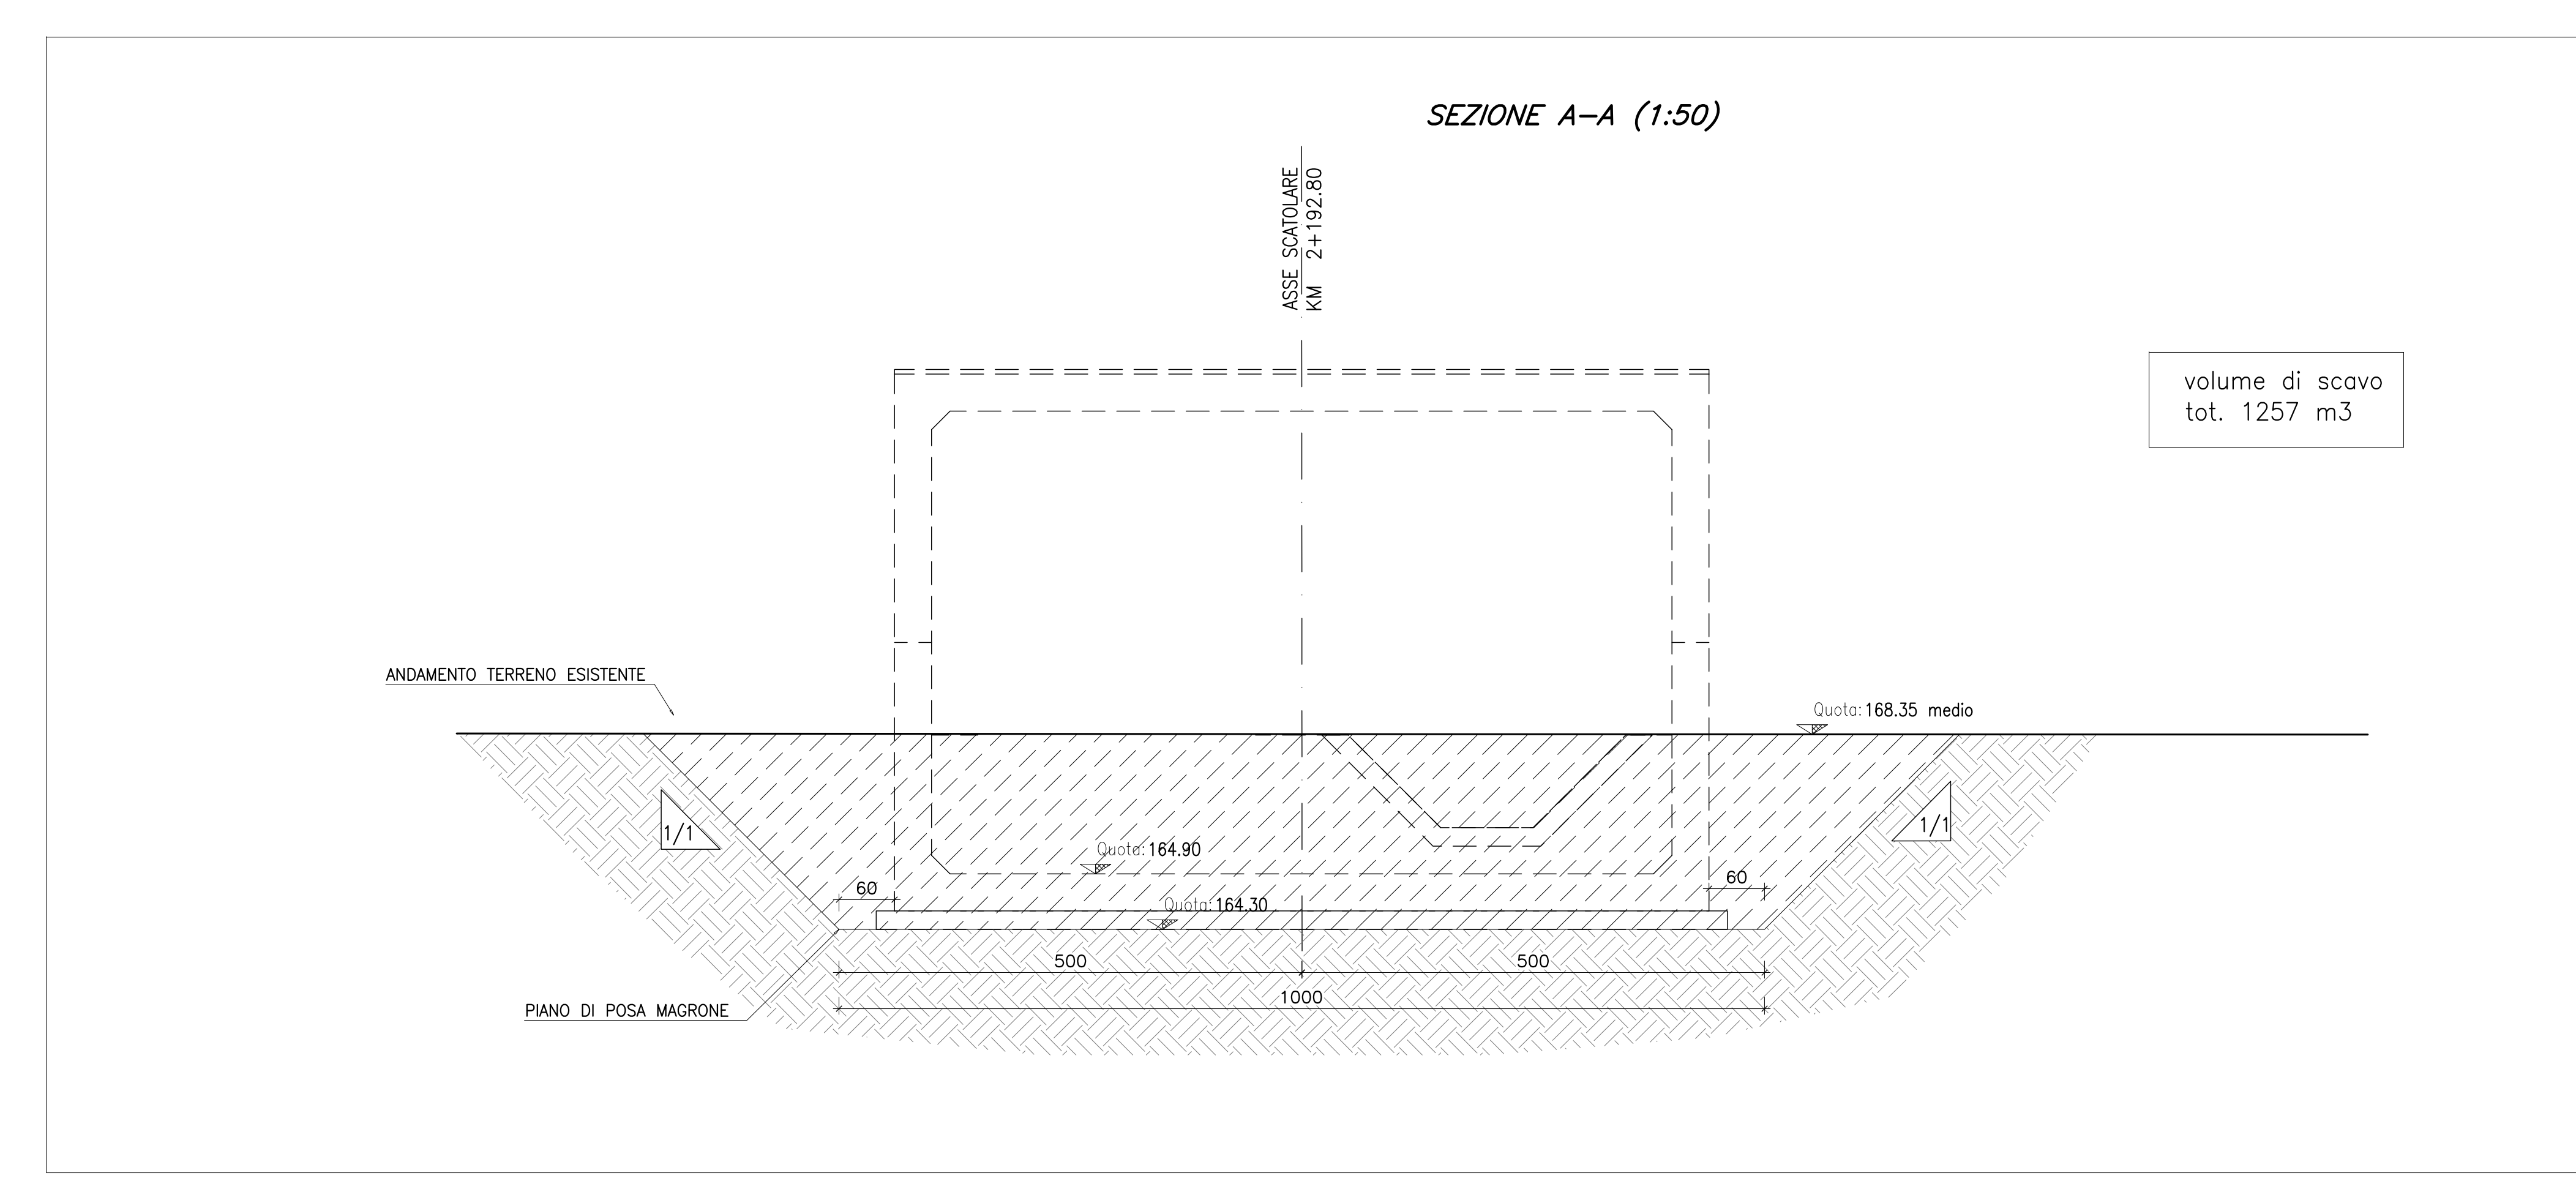 SEZIONE A-A (1:50)
ASSE SCATOLARE
KM 2+192.80
volume di scavo
tot. 1257 m3
ANDAMENTO TERRENO ESISTENTE
Quota: 168.35 medio
1/1
1/1
Quota: 164.90
60
60
Quota: 164.30
500
500
1000
PIANO DI POSA MAGRONE